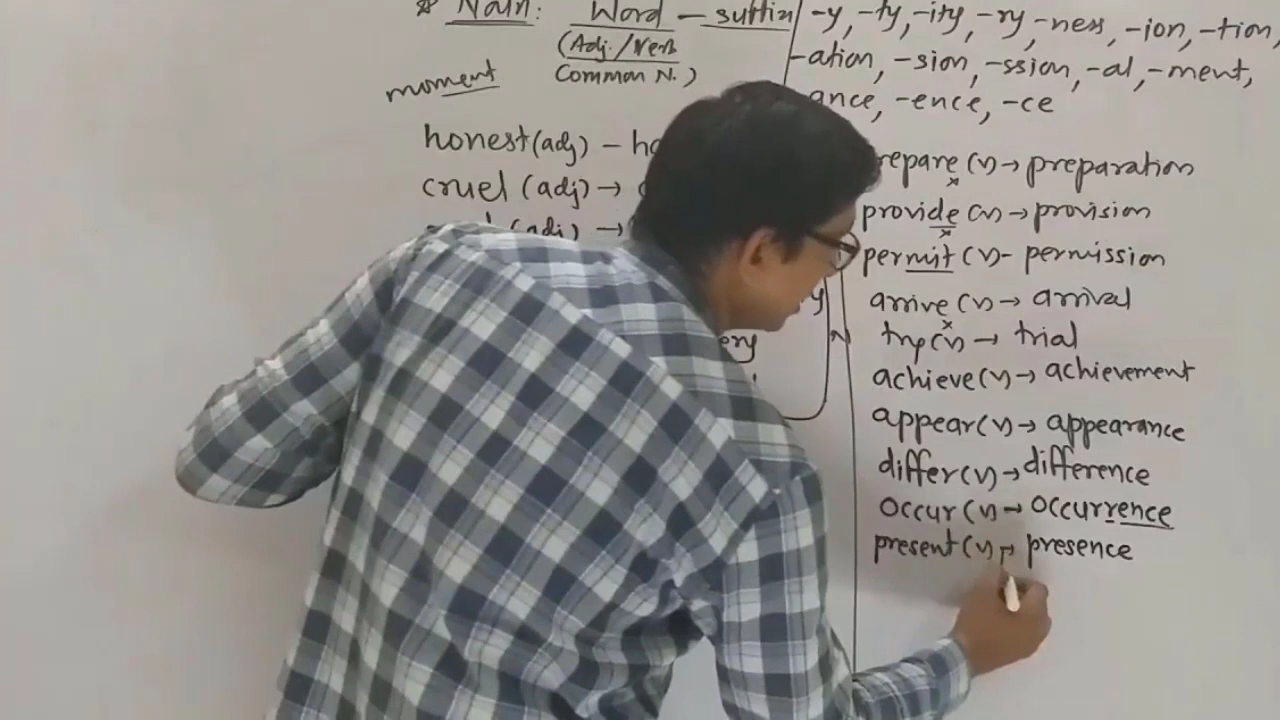 * Noun: Word – suffix / -y, -ty, -ity, -ry, -ness, -ion, -tion,
(Adj./Verb -ation, -sion, -ssion, -al, -ment,
Common N.) ance, -ence, -ce
moment
honest (adj) – ho
cruel (adj) →
(adj) →
ery
repare (v) → preparation
provide (v) → provision
permit (v) - permission
arrive (v) → arrival
try (v) → trial
achieve (v) → achievement
appear (v) → appearance
differ (v) → difference
occur (v) → occurrence
present (v) → presence